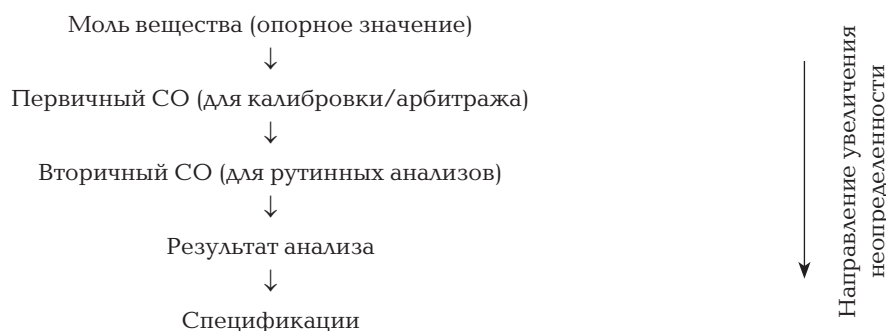 Моль вещества (опорное значение)
↓
Первичный СО (для калибровки/арбитража)
↓
Вторичный СО (для рутинных анализов)
↓
Результат анализа
↓
Спецификации
Направление увеличения
неопределенности